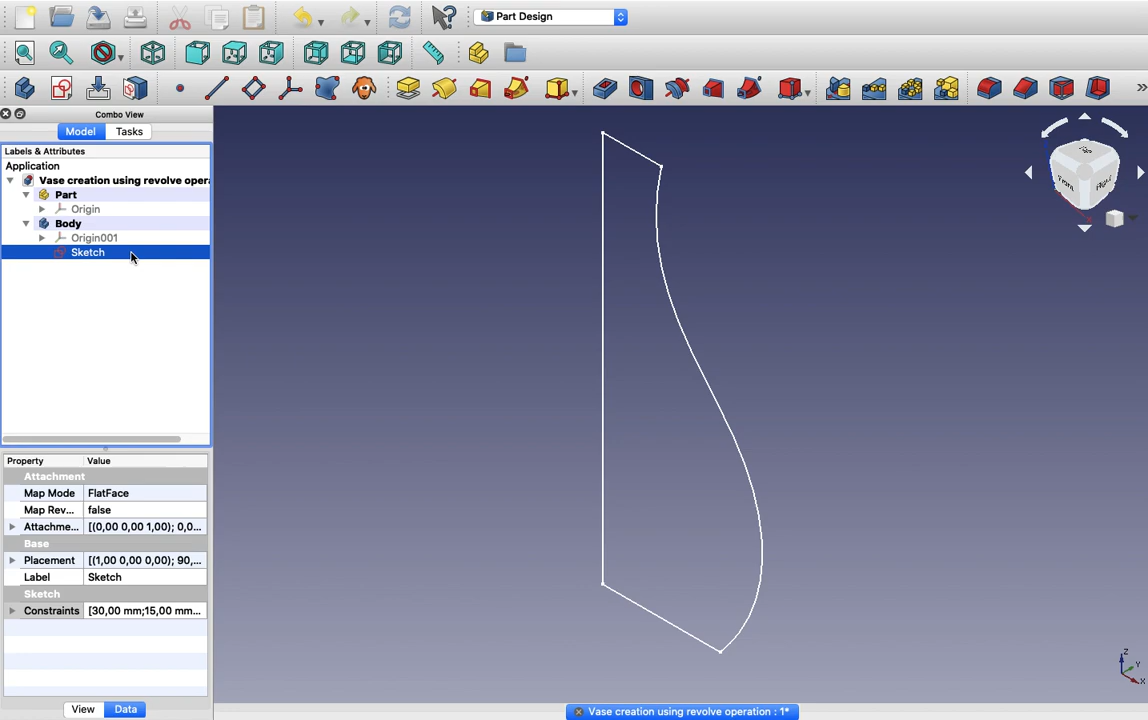 Part Design
Combo View
Model Tasks
Labels & Attributes
Application
Vase creation using revolve oper
Part
Origin
Body
Origin001
Sketch
Property Value
Attachment
Map Mode FlatFace
Map Rev... false
Attachme... [(0,00 0,00 1,00); 0,0...
Base
Placement [(1,00 0,00 0,00); 90,...
Label Sketch
Sketch
Constraints [30,00 mm;15,00 mm...
View Data
Front Right
Z
Y
X
Vase creation using revolve operation : 1*